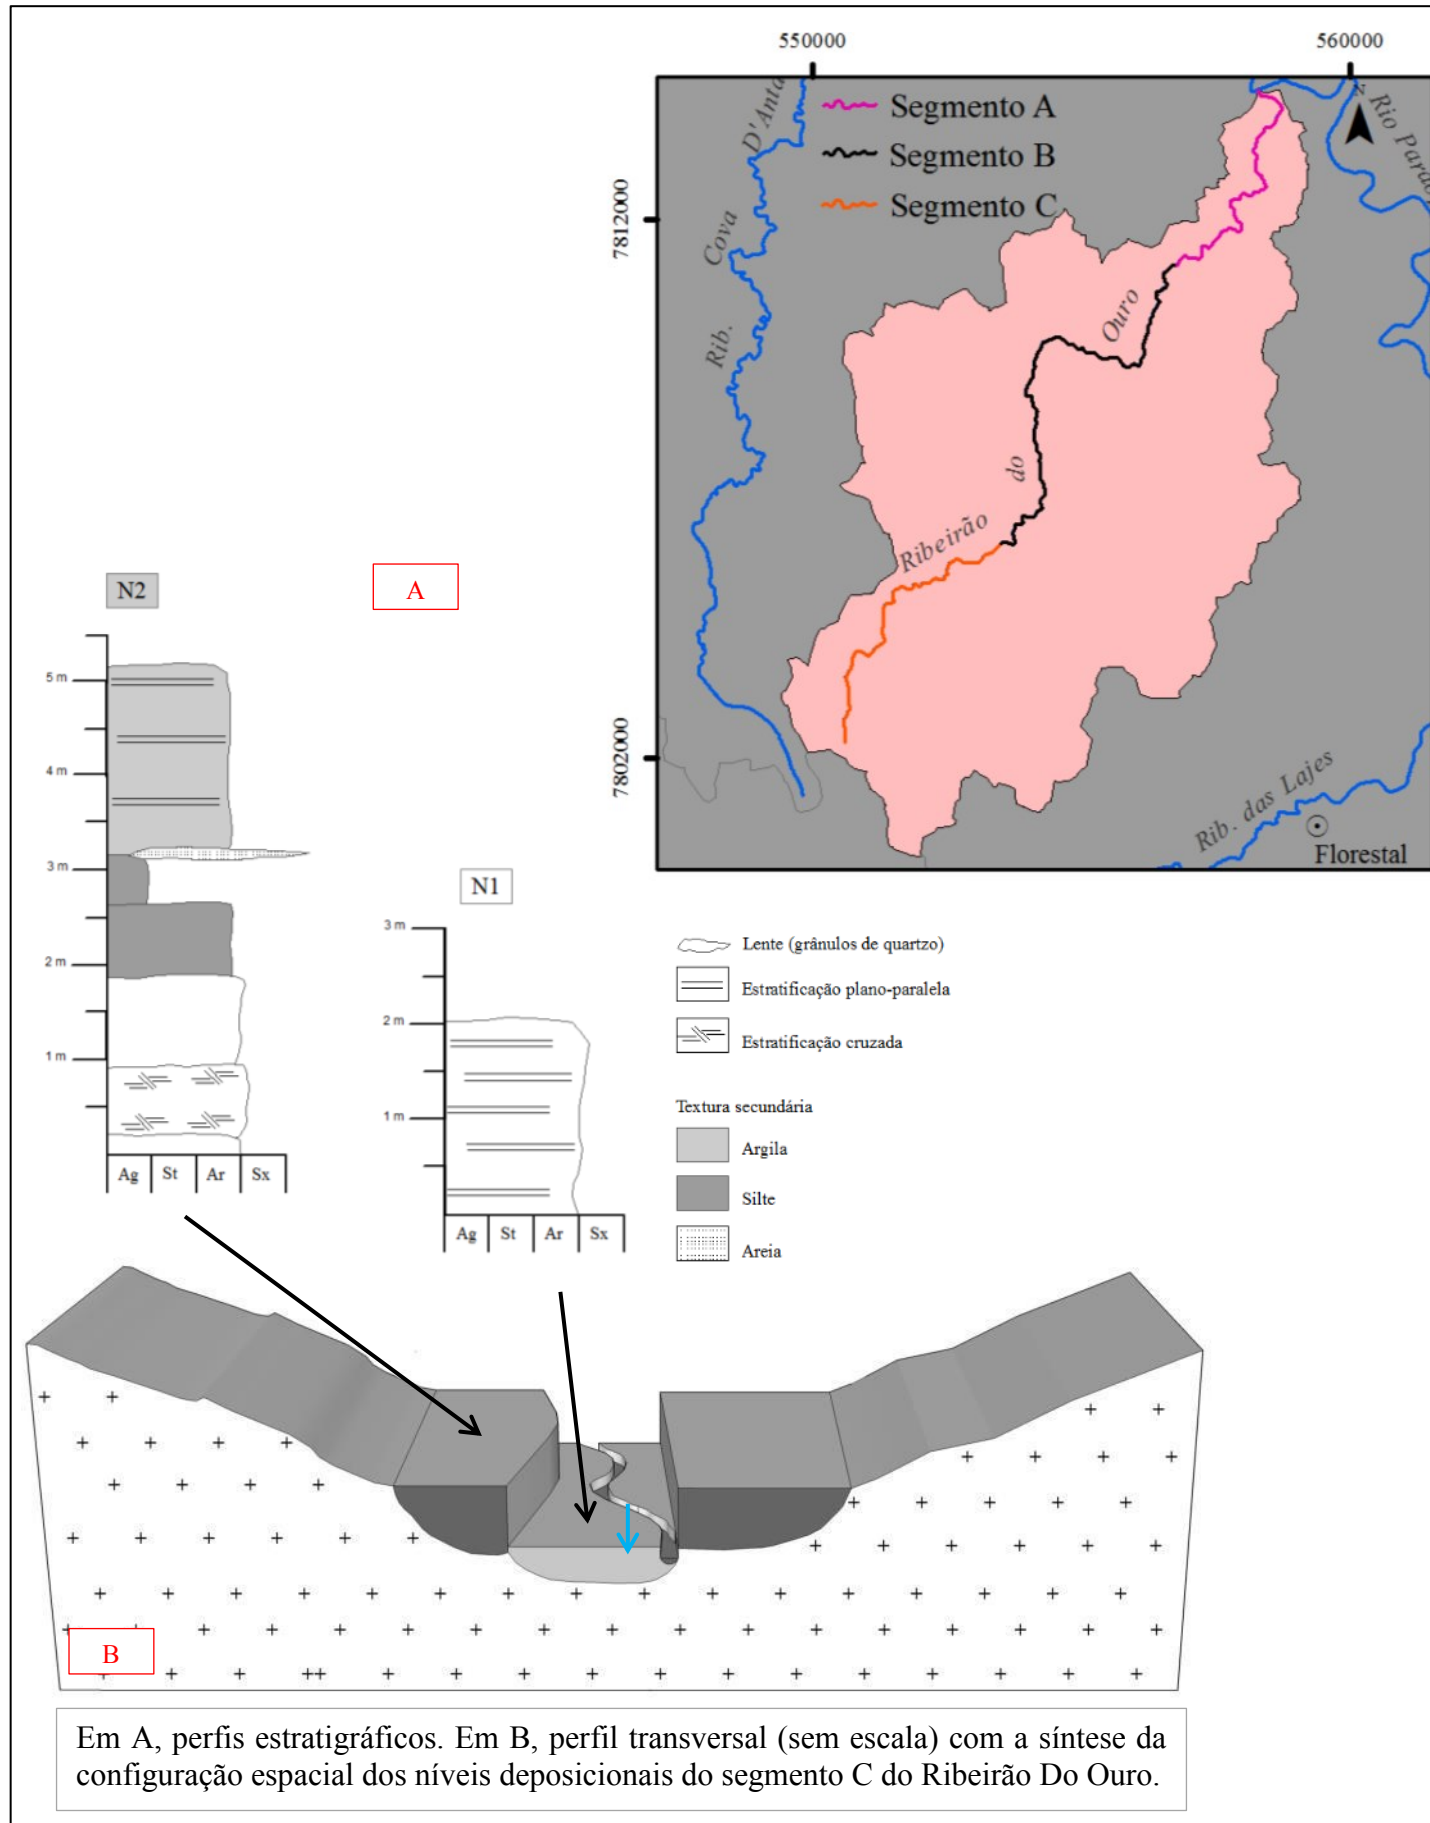 550000
560000
7812000
7802000
Segmento A
Segmento B
Segmento C
Rib. Cova D'Anta
Ribeirão do Ouro
Rib. das Lajes
Florestal
N2
A
5 m
4 m
3 m
2 m
1 m
Ag St Ar Sx
N1
3 m
2 m
1 m
Ag St Ar Sx
Lente (grânulos de quartzo)
Estratificação plano-paralela
Estratificação cruzada
Textura secundária
Argila
Silte
Areia
B
Em A, perfis estratigráficos. Em B, perfil transversal (sem escala) com a síntese da
configuração espacial dos níveis deposicionais do segmento C do Ribeirão Do Ouro.